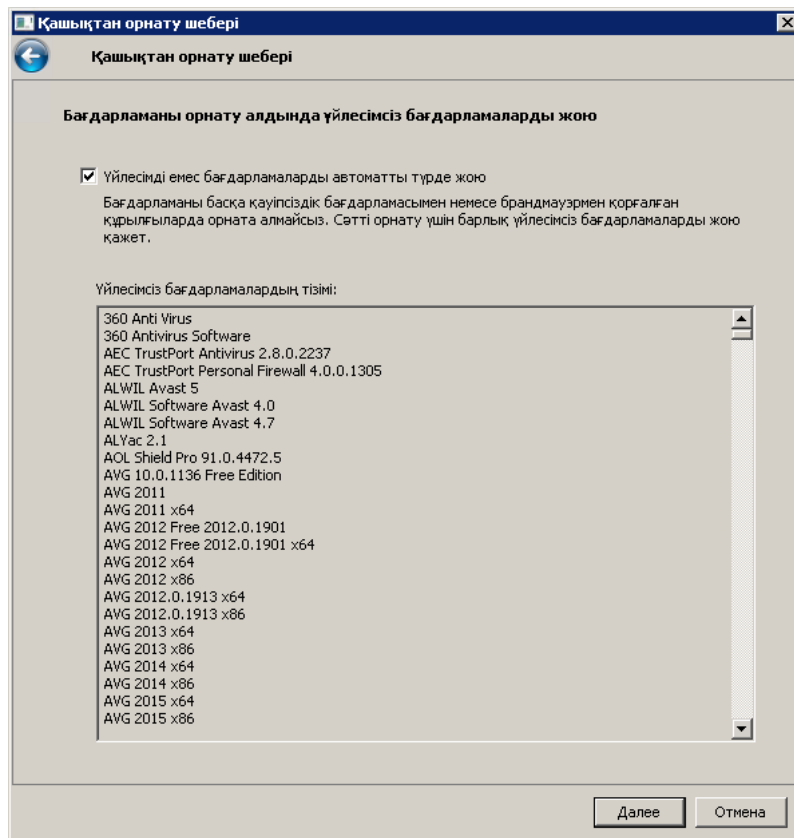 Қашықтан орнату шебері
Қашықтан орнату шебері
Бағдарламаны орнату алдында үйлесімсіз бағдарламаларды жою
Үйлесімді емес бағдарламаларды автоматты түрде жою
Бағдарламаны басқа қауіпсіздік бағдарламасымен немесе брандмауэрмен қорғалған
құрылғыларда орната алмайсыз. Сәтті орнату үшін барлық үйлесімсіз бағдарламаларды жою
қажет.
Үйлесімсіз бағдарламалардың тізімі:
360 Anti Virus
360 Antivirus Software
AEC TrustPort Antivirus 2.8.0.2237
AEC TrustPort Personal Firewall 4.0.0.1305
ALWIL Avast 5
ALWIL Software Avast 4.0
ALWIL Software Avast 4.7
ALYac 2.1
AOL Shield Pro 91.0.4472.5
AVG 10.0.1136 Free Edition
AVG 2011
AVG 2011 x64
AVG 2012 Free 2012.0.1901
AVG 2012 Free 2012.0.1901 x64
AVG 2012 x64
AVG 2012 x86
AVG 2012.0.1913 x64
AVG 2012.0.1913 x86
AVG 2013 x64
AVG 2013 x86
AVG 2014 x64
AVG 2014 x86
AVG 2015 x64
AVG 2015 x86
Далее
Отмена